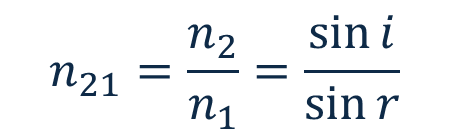 n₂₁ = n₂/n₁ = sin i/sin r